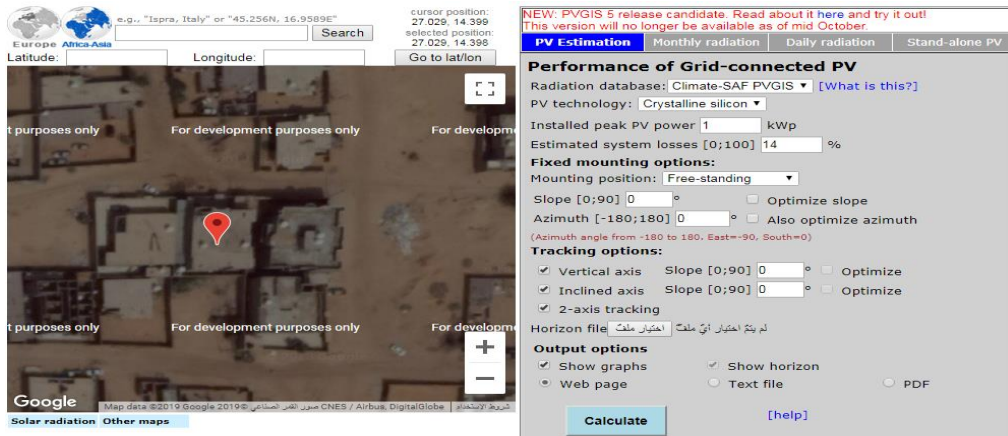 e.g., "Ispra, Italy" or "45.256N, 16.9589E"
Search
cursor position:
27.029, 14.399
selected position:
27.029, 14.398
Europe Africa-Asia
Latitude: Longitude: Go to lat/lon
t purposes only For development purposes only For developme
t purposes only For development purposes only For developme
Google
Map data ©2019 Google 2019© صور القمر الصناعي CNES / Airbus, DigitalGlobe شروط الاستخدام
Solar radiation Other maps
NEW: PVGIS 5 release candidate. Read about it here and try it out!
This version will no longer be available as of mid October.
PV Estimation Monthly radiation Daily radiation Stand-alone PV
Performance of Grid-connected PV
Radiation database: Climate-SAF PVGIS [What is this?]
PV technology: Crystalline silicon
Installed peak PV power 1 kWp
Estimated system losses [0;100] 14 %
Fixed mounting options:
Mounting position: Free-standing
Slope [0;90] 0 ° Optimize slope
Azimuth [-180;180] 0 ° Also optimize azimuth
(Azimuth angle from -180 to 180. East=-90, South=0)
Tracking options:
Vertical axis Slope [0;90] 0 ° Optimize
Inclined axis Slope [0;90] 0 ° Optimize
2-axis tracking
Horizon file اختيار ملف لم يتمّ اختيار أيّ ملفّ
Output options
Show graphs Show horizon
Web page Text file PDF
Calculate [help]